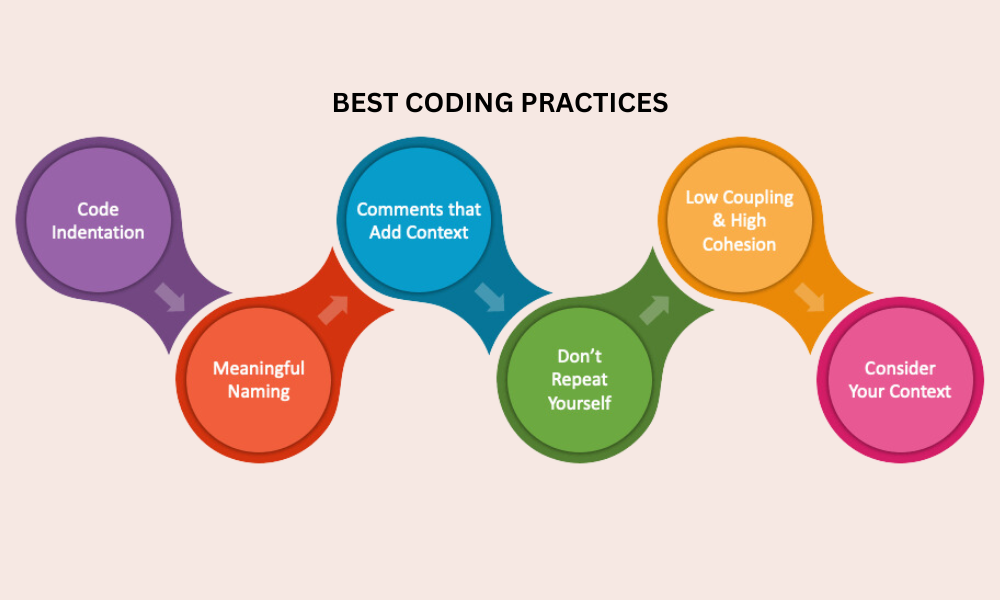 BEST CODING PRACTICES
Code
Indentation
Meaningful
Naming
Comments that
Add Context
Don’t
Repeat
Yourself
Low Coupling
& High
Cohesion
Consider
Your Context